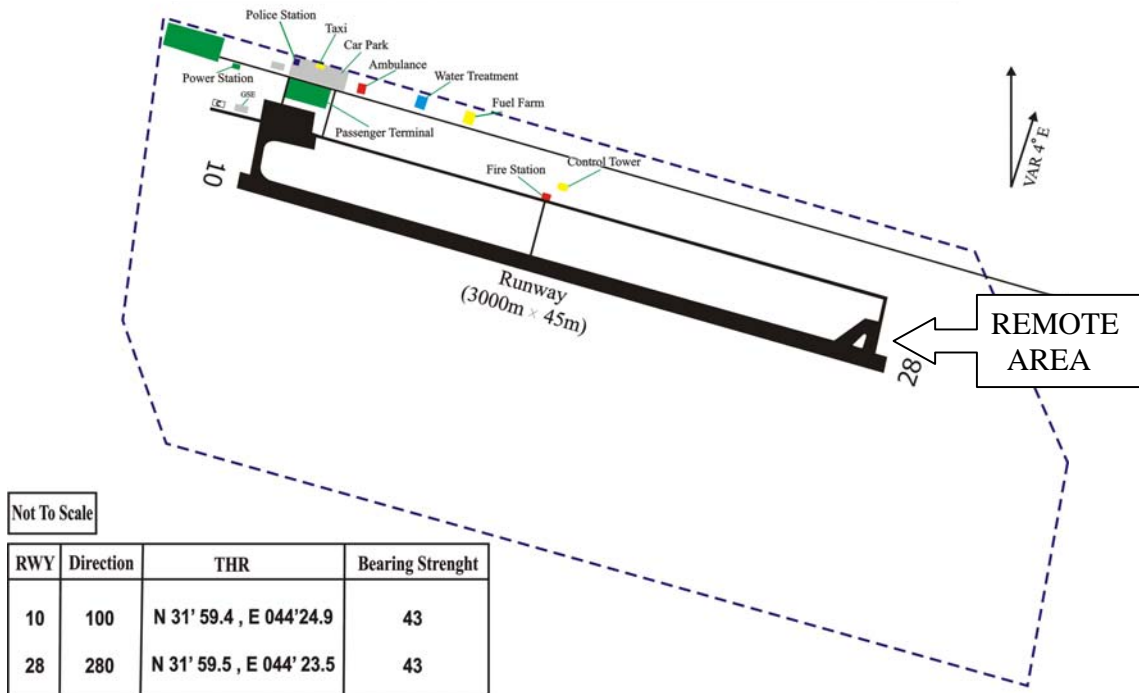 Police Station
Taxi
Car Park
Ambulance
Power Station
Water Treatment
GSE
Fuel Farm
Passenger Terminal
10
Fire Station
Control Tower
VAR 4° E
Runway
(3000m × 45m)
28
REMOTE
AREA
Not To Scale
RWY Direction THR Bearing Strenght
10 100 N 31' 59.4 , E 044'24.9 43
28 280 N 31' 59.5 , E 044' 23.5 43